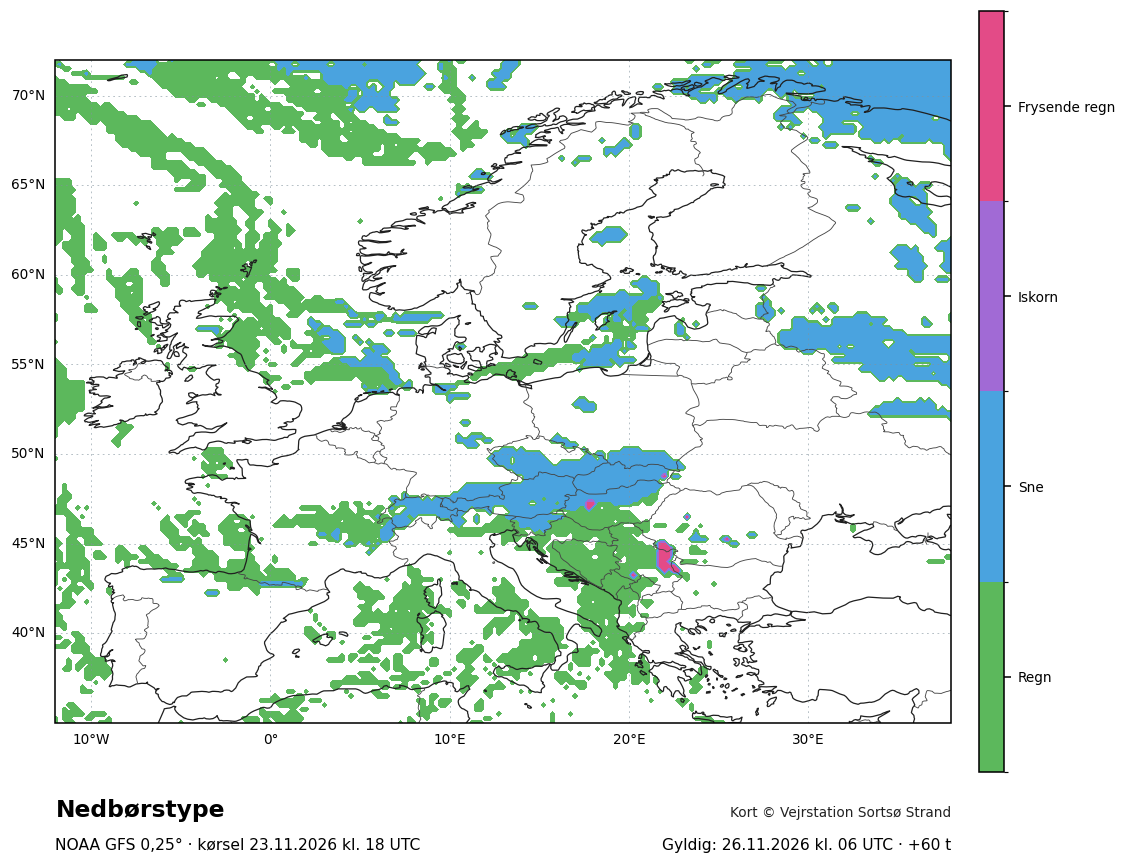 70°N
65°N
60°N
55°N
50°N
45°N
40°N
10°W
0°
10°E
20°E
30°E
Frysende regn
Iskorn
Sne
Regn
Nedbørstype
Kort © Vejrstation Sortsø Strand
NOAA GFS 0,25° · kørsel 23.11.2026 kl. 18 UTC
Gyldig: 26.11.2026 kl. 06 UTC · +60 t